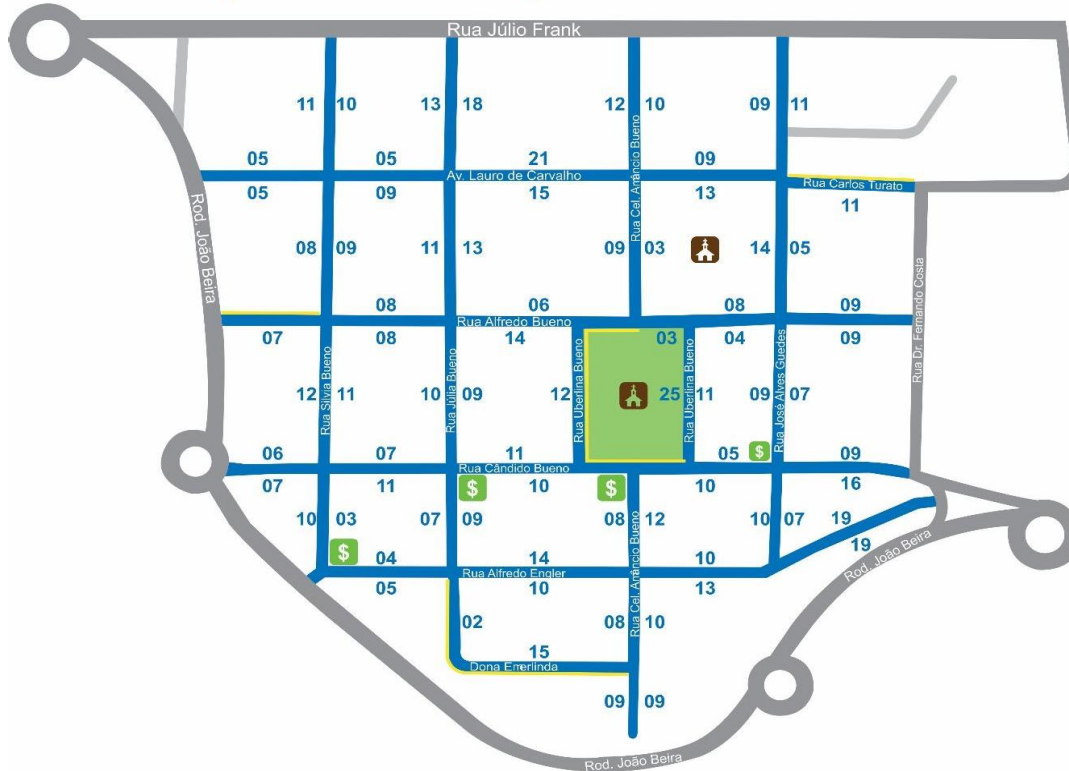 Rua Júlio Frank
11 10 13 18 12 10 09 11
05 05 21 09
Av. Lauro de Carvalho
Rua Carlos Turato
05 09 15 13 11
Rua Cel. Amâncio Bueno
Rod. João Beira
08 09 11 13 09 03 14 05
Rua Dr. Fernando Costa
08 06 08 09
Rua Alfredo Bueno
07 08 14 03 04 09
Rua Silvia Bueno
Rua Júlia Bueno
Rua Uberlina Bueno
Rua Uberlina Bueno
Rua José Alves Guedes
12 11 10 09 12 25 11 09 07
06 07 11 05 $ 09
Rua Cândido Bueno
07 11 $ 10 $ 10 16
10 03 07 09 08 12 10 07 19
Rua Cel. Amâncio Bueno
$ 04 14 10 19
Rod. João Beira
Rua Alfredo Engler
05 10 13
02 08 10
15
Dona Emerlinda
09 09
Rod. João Beira